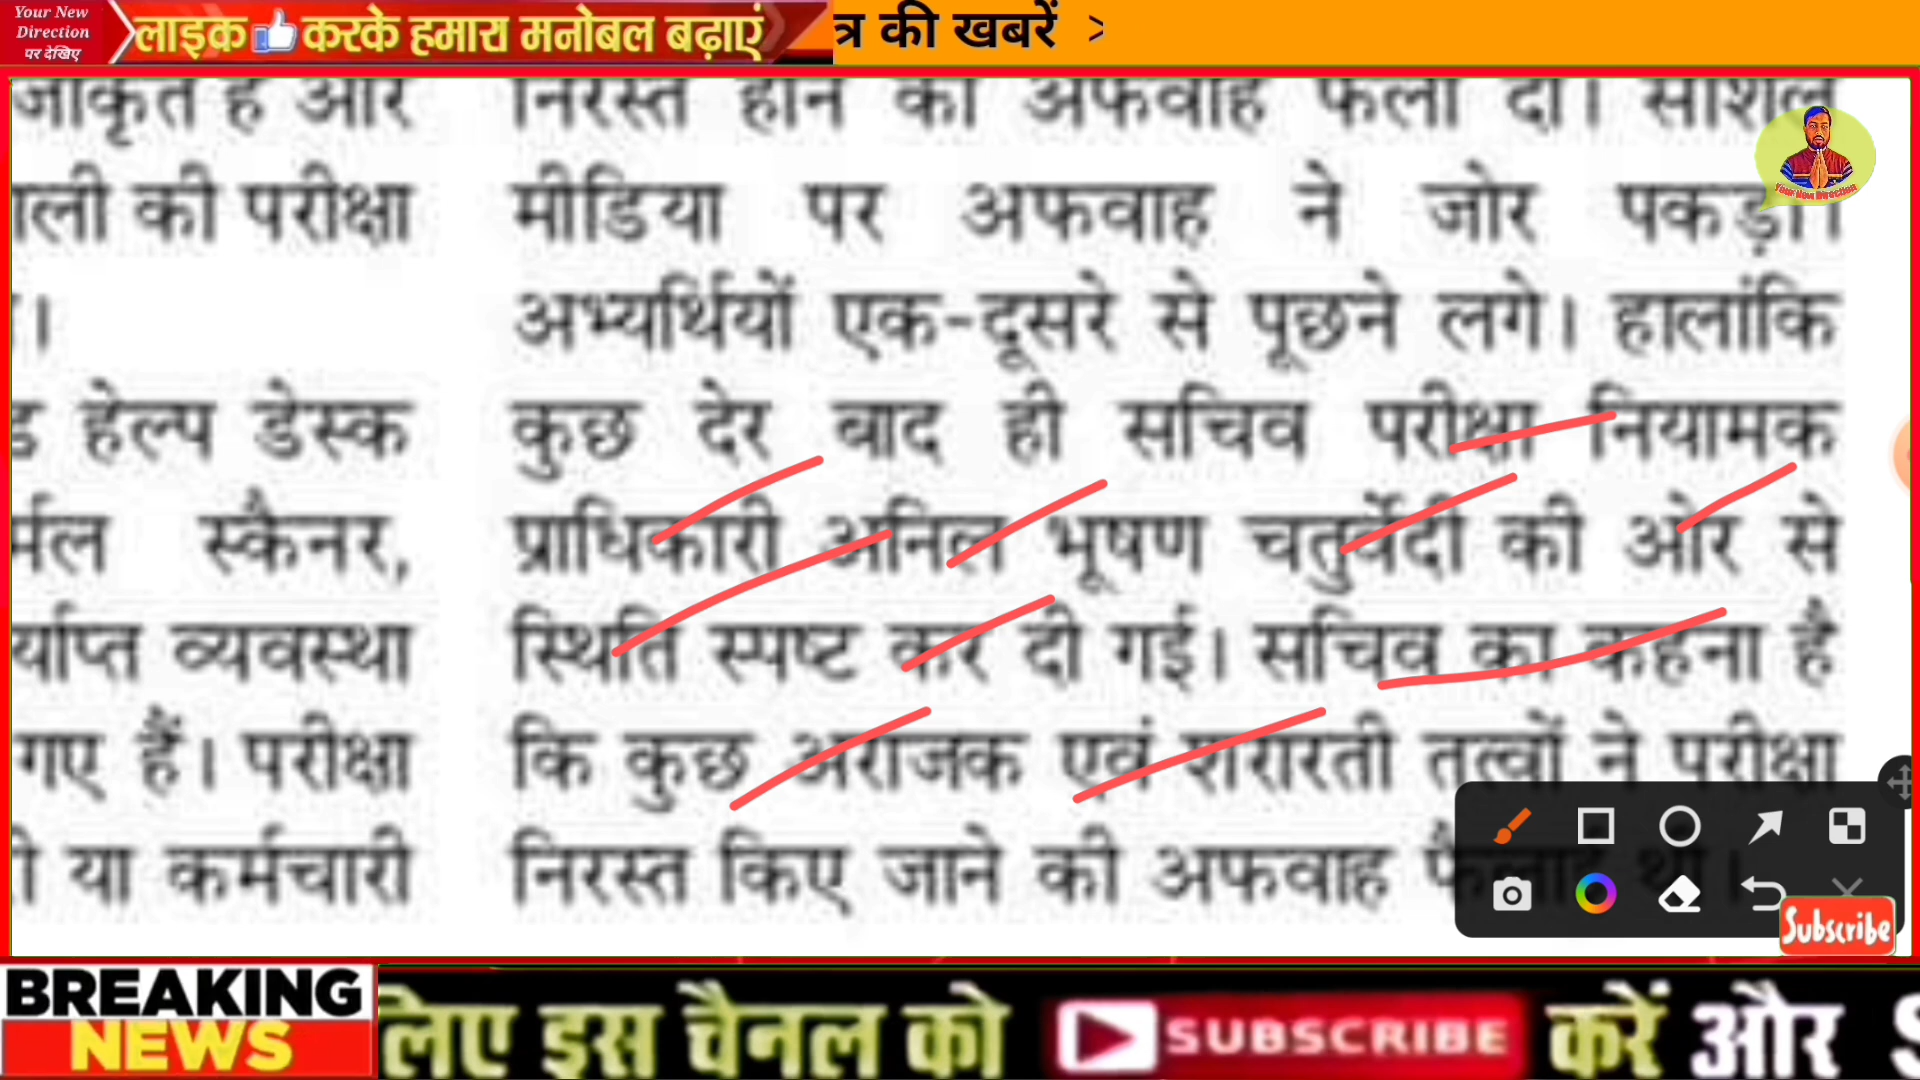 Your New
Direction
पर देखिए
लाइक करके हमारा मनोबल बढ़ाएं
त्र की खबरें >
और
ाली की परीक्षा
।
हेल्प डेस्क
स्कैनर,
व्यवस्था
गए हैं। परीक्षा
या कर्मचारी
निरस्त होने की अफवाह फैला दी। सोशल
मीडिया पर अफवाह ने जोर पकड़ा।
अभ्यर्थियों एक-दूसरे से पूछने लगे। हालांकि
कुछ देर बाद ही सचिव परीक्षा नियामक
प्राधिकारी अनिल भूषण चतुर्वेदी की ओर से
स्थिति स्पष्ट कर दी गई। सचिव का कहना है
कि कुछ अराजक एवं शरारती तत्वों ने परीक्षा
निरस्त किए जाने की अफवाह
Your New Direction
Subscribe
BREAKING
NEWS
लिए इस चैनल को SUBSCRIBE करें और S